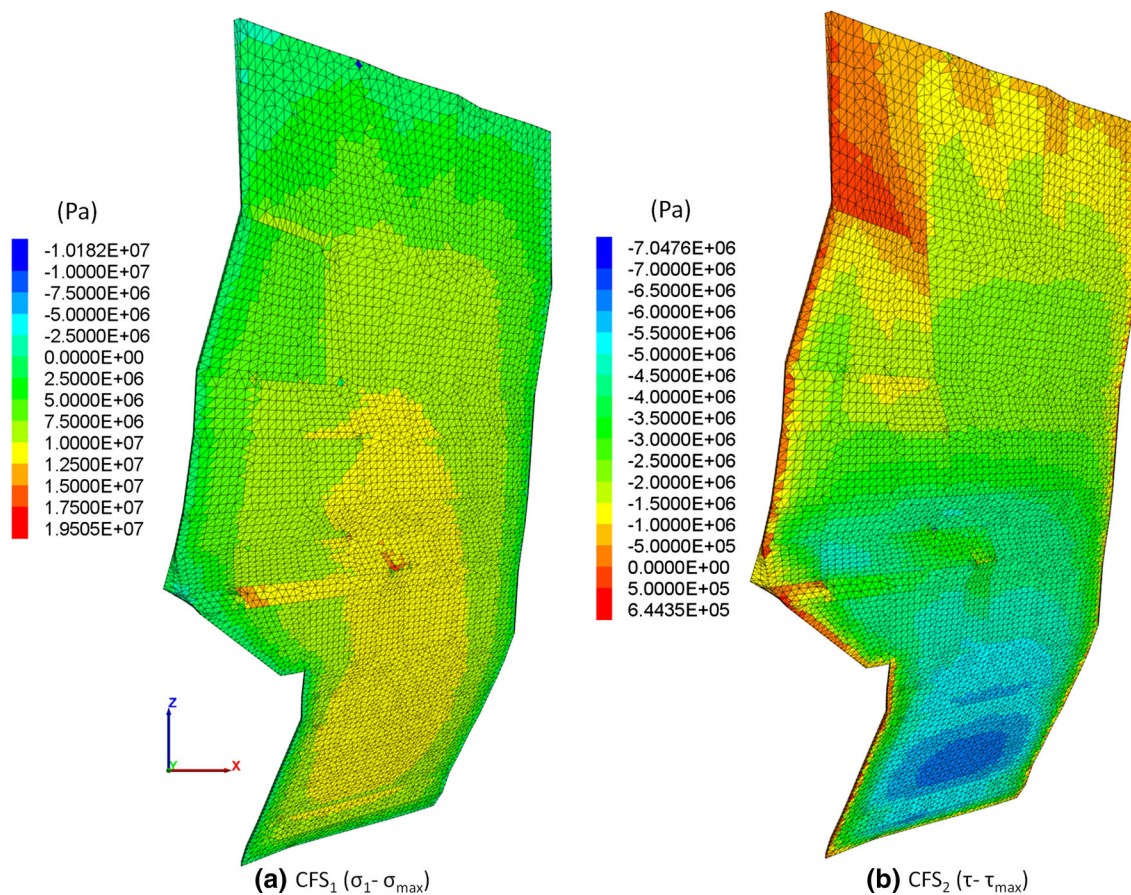 (Pa)
-1.0182E+07
-1.0000E+07
-7.5000E+06
-5.0000E+06
-2.5000E+06
0.0000E+00
2.5000E+06
5.0000E+06
7.5000E+06
1.0000E+07
1.2500E+07
1.5000E+07
1.7500E+07
1.9505E+07
Z
Y
X
(a) CFS₁ (σ₁- σmax)
(Pa)
-7.0476E+06
-7.0000E+06
-6.5000E+06
-6.0000E+06
-5.5000E+06
-5.0000E+06
-4.5000E+06
-4.0000E+06
-3.5000E+06
-3.0000E+06
-2.5000E+06
-2.0000E+06
-1.5000E+06
-1.0000E+06
-5.0000E+05
0.0000E+00
5.0000E+05
6.4435E+05
(b) CFS₂ (τ- τmax)